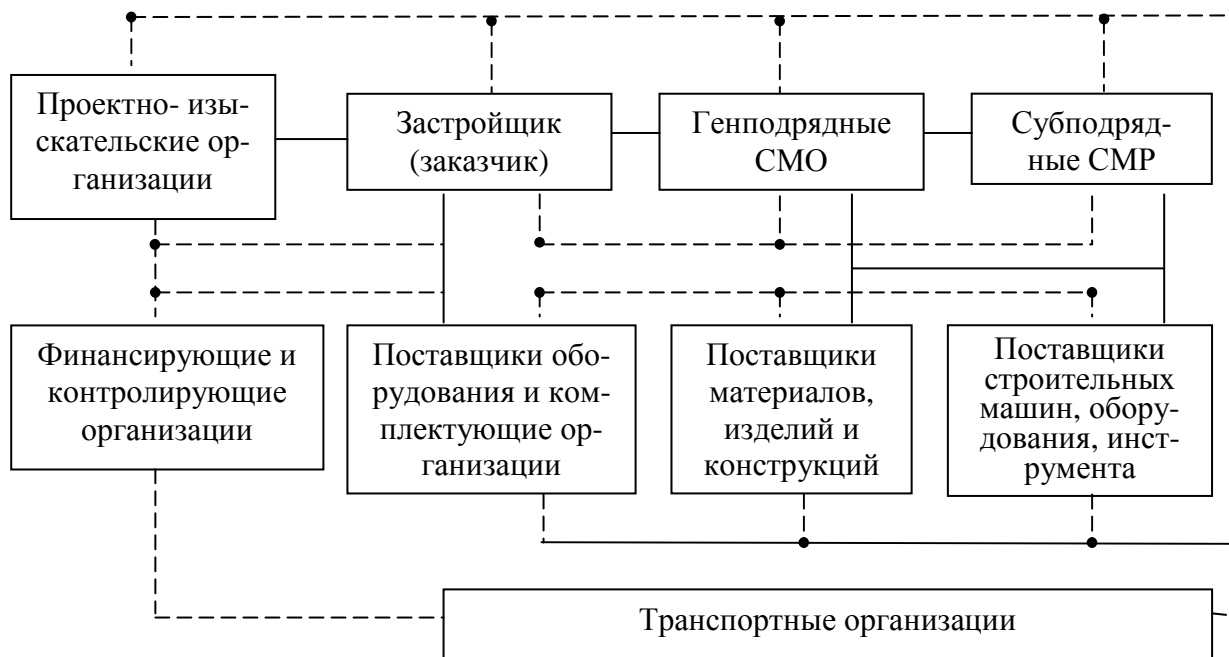 Проектно- изы-
скательские ор-
ганизации
Застройщик
(заказчик)
Генподрядные
СМО
Субподряд-
ные СМР
Финансирующие и
контролирующие
организации
Поставщики обо-
рудования и ком-
плектующие ор-
ганизации
Поставщики
материалов,
изделий и
конструкций
Поставщики
строительных
машин, обору-
дования, инст-
румента
Транспортные организации